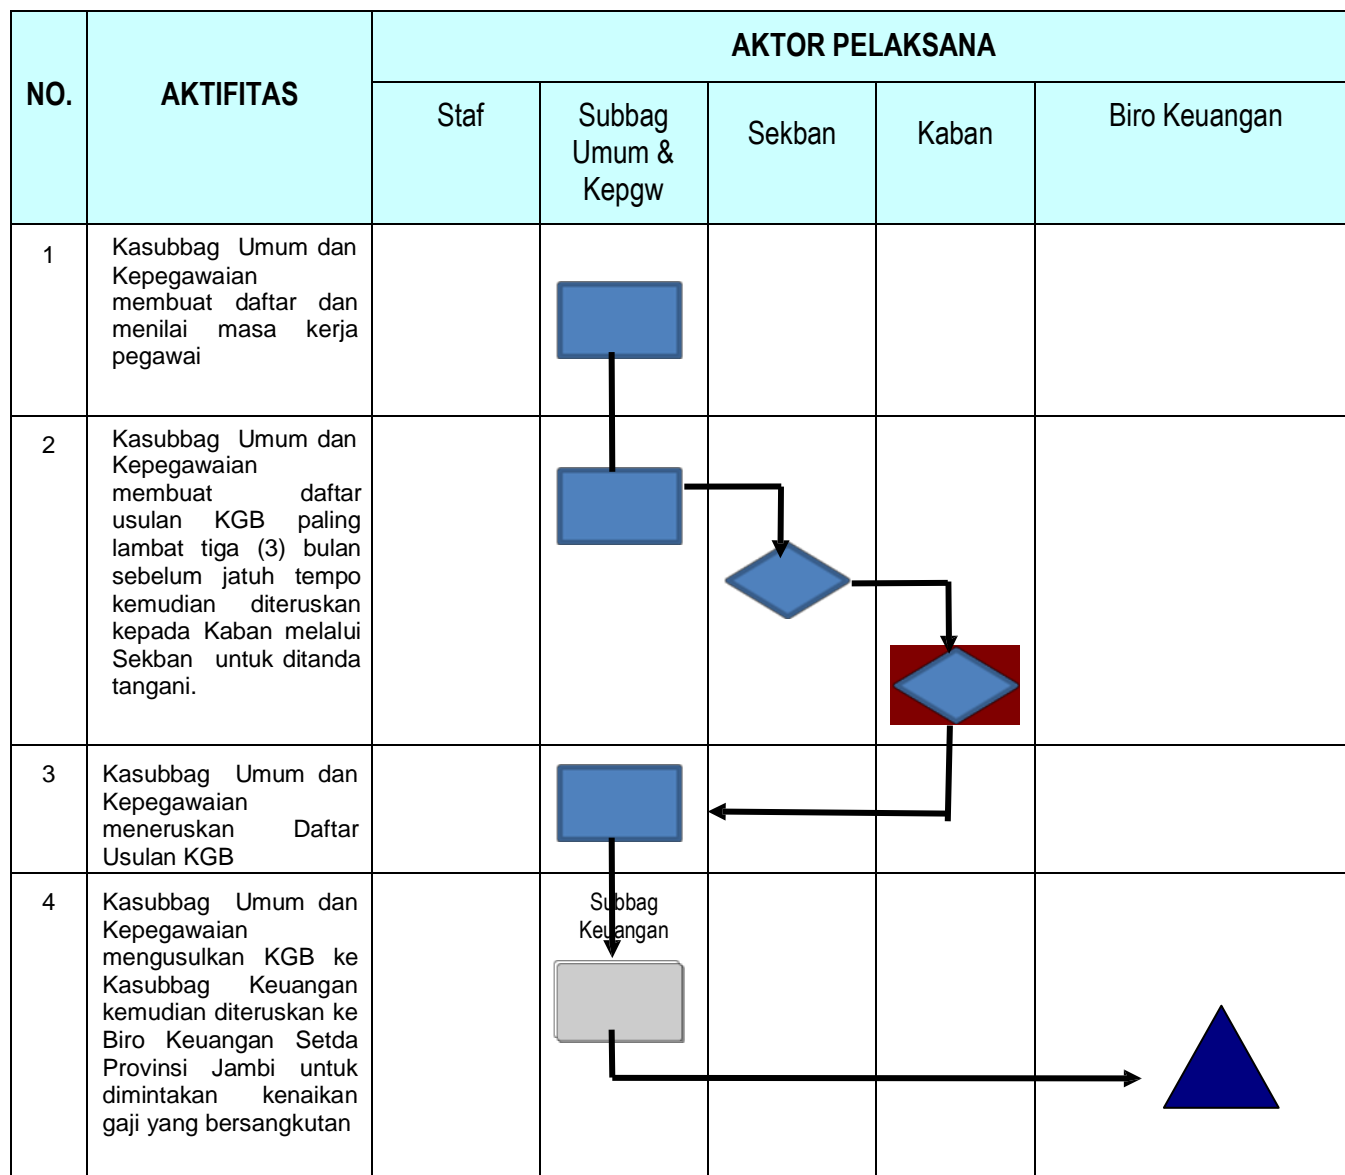 NO.
AKTIFITAS
AKTOR PELAKSANA
Staf
Subbag
Umum &
Kepgw
Sekban
Kaban
Biro Keuangan
1
Kasubbag Umum dan
Kepegawaian
membuat daftar dan
menilai masa kerja
pegawai
2
Kasubbag Umum dan
Kepegawaian
membuat daftar
usulan KGB paling
lambat tiga (3) bulan
sebelum jatuh tempo
kemudian diteruskan
kepada Kaban melalui
Sekban untuk ditanda
tangani.
3
Kasubbag Umum dan
Kepegawaian
meneruskan Daftar
Usulan KGB
4
Kasubbag Umum dan
Kepegawaian
mengusulkan KGB ke
Kasubbag Keuangan
kemudian diteruskan ke
Biro Keuangan Setda
Provinsi Jambi untuk
dimintakan kenaikan
gaji yang bersangkutan
Subbag
Keuangan